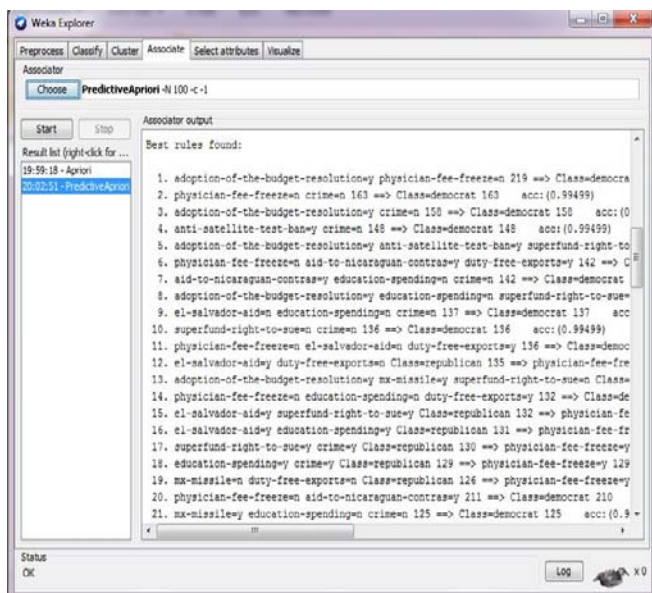 Weka Explorer
Preprocess Classify Cluster Associate Select attributes Visualize
Associator
Choose PredictiveApriori -N 100 -c -1
Start Stop
Result list (right-click for ...
19:59:18 - Apriori
20:02:51 - PredictiveAprion
Associator output
Best rules found:
1. adoption-of-the-budget-resolution=y physician-fee-freeze=n 219 ==> Class=democra
2. physician-fee-freeze=n crime=n 163 ==> Class=democrat 163 acc:(0.99499)
3. adoption-of-the-budget-resolution=y crime=n 158 ==> Class=democrat 158 acc:(0
4. anti-satellite-test-ban=y crime=n 148 ==> Class=democrat 148 acc:(0.99499)
5. adoption-of-the-budget-resolution=y anti-satellite-test-ban=y superfund-right-to
6. physician-fee-freeze=n aid-to-nicaraguan-contras=y duty-free-exports=y 142 ==> C
7. aid-to-nicaraguan-contras=y education-spending=n crime=n 142 ==> Class=democrat
8. adoption-of-the-budget-resolution=y education-spending=n superfund-right-to-sue=
9. el-salvador-aid=n education-spending=n crime=n 137 ==> Class=democrat 137 acc
10. superfund-right-to-sue=n crime=n 136 ==> Class=democrat 136 acc:(0.99499)
11. physician-fee-freeze=n el-salvador-aid=n duty-free-exports=y 136 ==> Class=democ
12. el-salvador-aid=y duty-free-exports=n Class=republican 135 ==> physician-fee-fre
13. adoption-of-the-budget-resolution=y mx-missile=y superfund-right-to-sue=n Class=
14. physician-fee-freeze=n education-spending=n duty-free-exports=y 132 ==> Class=de
15. el-salvador-aid=y superfund-right-to-sue=y Class=republican 132 ==> physician-fe
16. el-salvador-aid=y education-spending=y Class=republican 131 ==> physician-fee-fr
17. superfund-right-to-sue=y crime=y Class=republican 130 ==> physician-fee-freeze=y
18. education-spending=y crime=y Class=republican 129 ==> physician-fee-freeze=y 129
19. mx-missile=n duty-free-exports=n Class=republican 126 ==> physician-fee-freeze=y
20. physician-fee-freeze=n aid-to-nicaraguan-contras=y 211 ==> Class=democrat 210
21. mx-missile=y education-spending=n crime=n 125 ==> Class=democrat 125 acc:(0.9
Status
OK
Log x 0